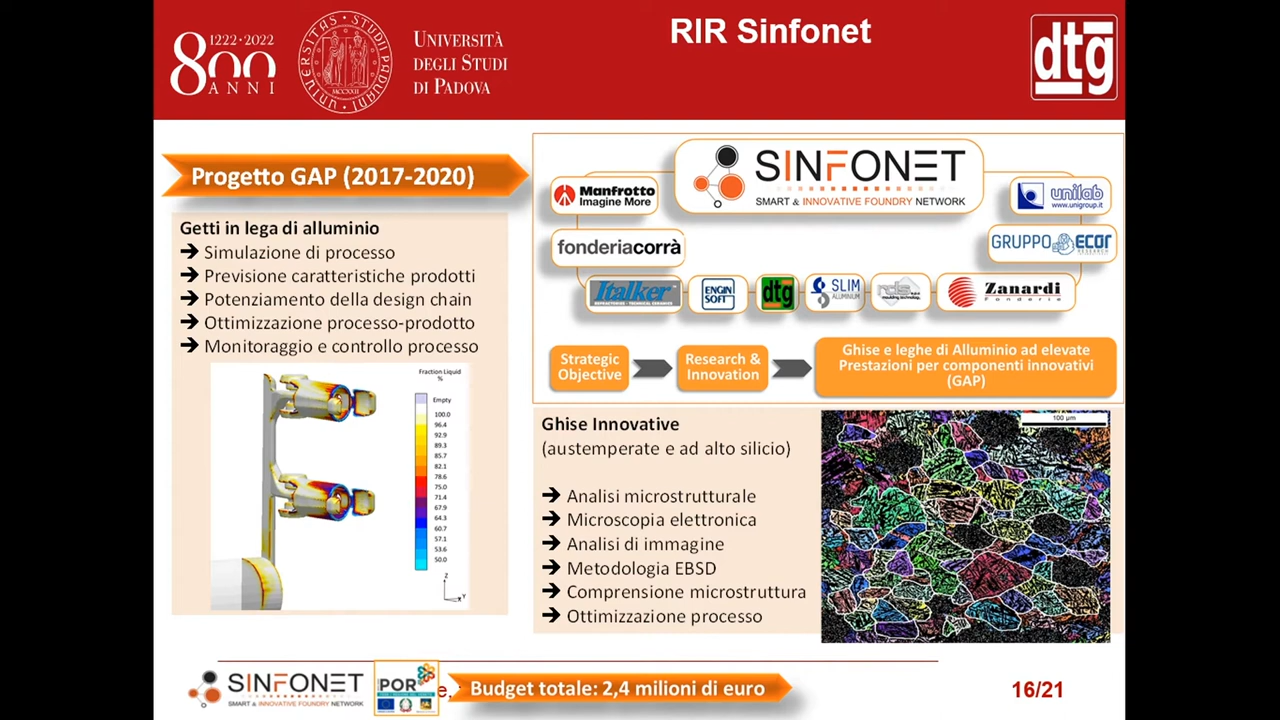 1222·2022
800
ANNI
UNIVERSITÀ
DEGLI STUDI
DI PADOVA
RIR Sinfonet
dtg
Progetto GAP (2017-2020)
Getti in lega di alluminio
➔ Simulazione di processo
➔ Previsione caratteristiche prodotti
➔ Potenziamento della design chain
➔ Ottimizzazione processo-prodotto
➔ Monitoraggio e controllo processo
Fraction Liquid
%
Empty
100.0
96.4
92.9
89.3
85.7
82.1
78.6
75.0
71.4
67.9
64.3
60.7
57.1
53.6
50.0
Z
Y
X
SINFONET
SMART & INNOVATIVE FOUNDRY NETWORK
Manfrotto
Imagine More
unilab
www.unigroup.it
fonderiacorrà
GRUPPO ECOR
RESEARCH
Italker
REFRACTORIES - TECHNICAL CERAMICS
ENGIN
SOFT
dtg
SLIM
ALUMINIUM
Zanardi
Fonderie
Strategic
Objective
Research &
Innovation
Ghise e leghe di Alluminio ad elevate
Prestazioni per componenti innovativi
(GAP)
Ghise Innovative
(austemperate e ad alto silicio)
➔ Analisi microstrutturale
➔ Microscopia elettronica
➔ Analisi di immagine
➔ Metodologia EBSD
➔ Comprensione microstruttura
➔ Ottimizzazione processo
100 µm
SINFONET
SMART & INNOVATIVE FOUNDRY NETWORK
POR
e.
Budget totale: 2,4 milioni di euro
16/21